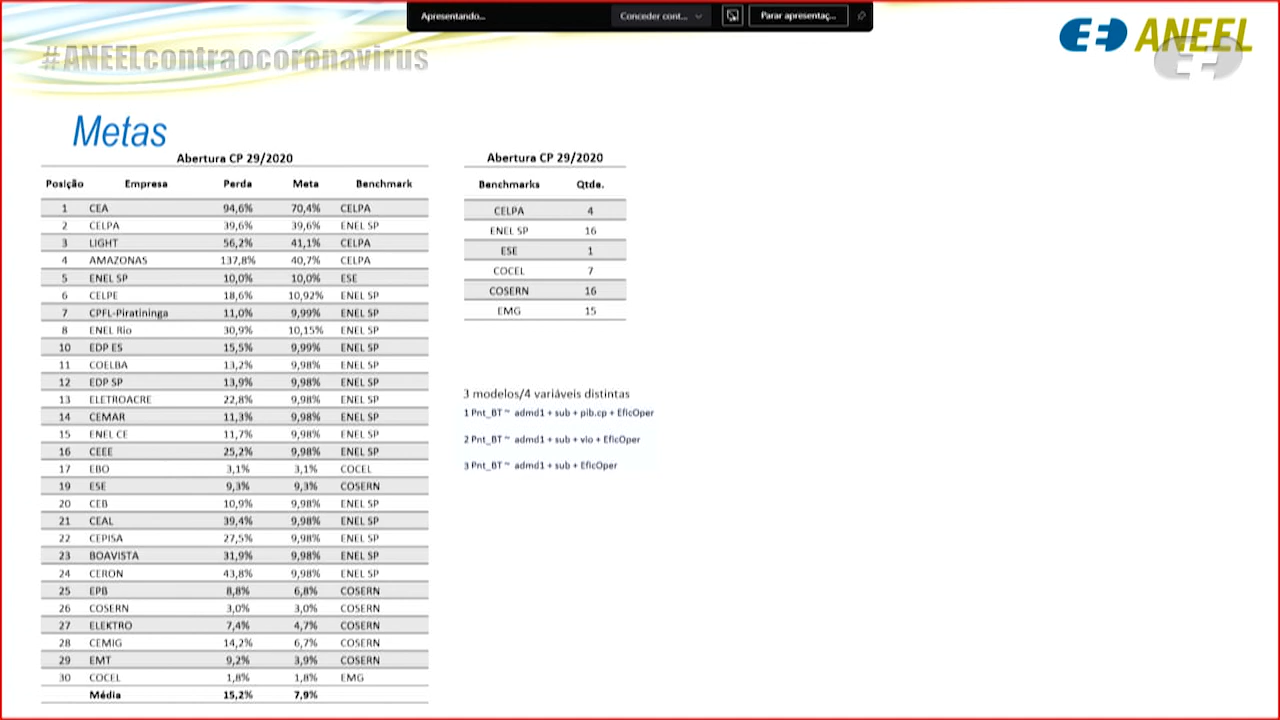 Apresentando...
Conceder cont...
Parar apresentaç...
#ANEELcontraocoronavirus
ANEEL
Metas
Abertura CP 29/2020
Posição Empresa Perda Meta Benchmark
1 CEA 94,6% 70,4% CELPA
2 CELPA 39,6% 39,6% ENEL SP
3 LIGHT 56,2% 41,1% CELPA
4 AMAZONAS 137,8% 40,7% CELPA
5 ENEL SP 10,0% 10,0% ESE
6 CELPE 18,6% 10,92% ENEL SP
7 CPFL-Piratininga 11,0% 9,99% ENEL SP
8 ENEL Rio 30,9% 10,15% ENEL SP
10 EDP ES 15,5% 9,99% ENEL SP
11 COELBA 13,2% 9,98% ENEL SP
12 EDP SP 13,9% 9,98% ENEL SP
13 ELETROACRE 22,8% 9,98% ENEL SP
14 CEMAR 11,3% 9,98% ENEL SP
15 ENEL CE 11,7% 9,98% ENEL SP
16 CEEE 25,2% 9,98% ENEL SP
17 EBO 3,1% 3,1% COCEL
19 ESE 9,3% 9,3% COSERN
20 CEB 10,9% 9,98% ENEL SP
21 CEAL 39,4% 9,98% ENEL SP
22 CEPISA 27,5% 9,98% ENEL SP
23 BOAVISTA 31,9% 9,98% ENEL SP
24 CERON 43,8% 9,98% ENEL SP
25 EPB 8,8% 6,8% COSERN
26 COSERN 3,0% 3,0% COSERN
27 ELEKTRO 7,4% 4,7% COSERN
28 CEMIG 14,2% 6,7% COSERN
29 EMT 9,2% 3,9% COSERN
30 COCEL 1,8% 1,8% EMG
Média 15,2% 7,9%
Abertura CP 29/2020
Benchmarks Qtde.
CELPA 4
ENEL SP 16
ESE 1
COCEL 7
COSERN 16
EMG 15
3 modelos/4 variáveis distintas
1 Pnt_BT ~ admd1 + sub + pib.cp + EficOper
2 Pnt_BT ~ admd1 + sub + vio + EficOper
3 Pnt_BT ~ admd1 + sub + EficOper